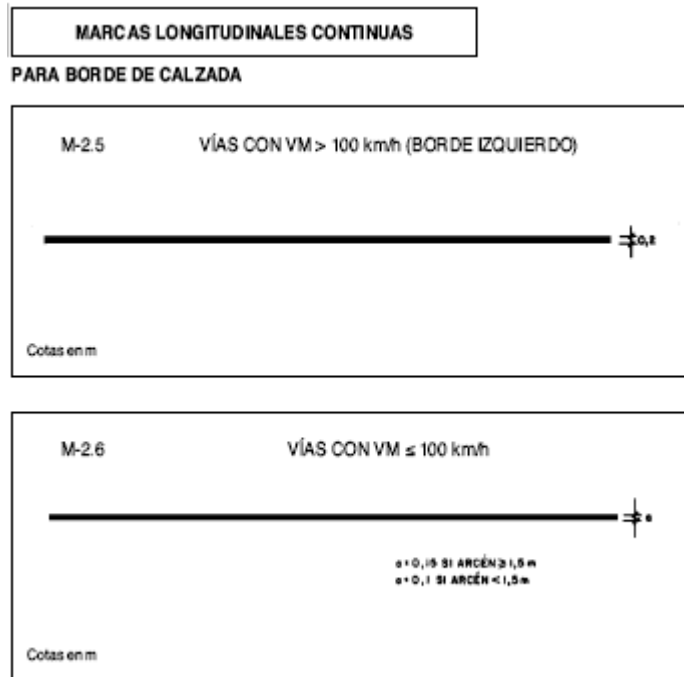 MARCAS LONGITUDINALES CONTINUAS
PARA BORDE DE CALZADA
M-2.5 VÍAS CON VM > 100 km/h (BORDE IZQUIERDO)
0,2
Cotas en m
M-2.6 VÍAS CON VM ≤ 100 km/h
a
a = 0,15 SI ARCÉN ≥ 1,5 m
a = 0,1 SI ARCÉN < 1,5 m
Cotas en m